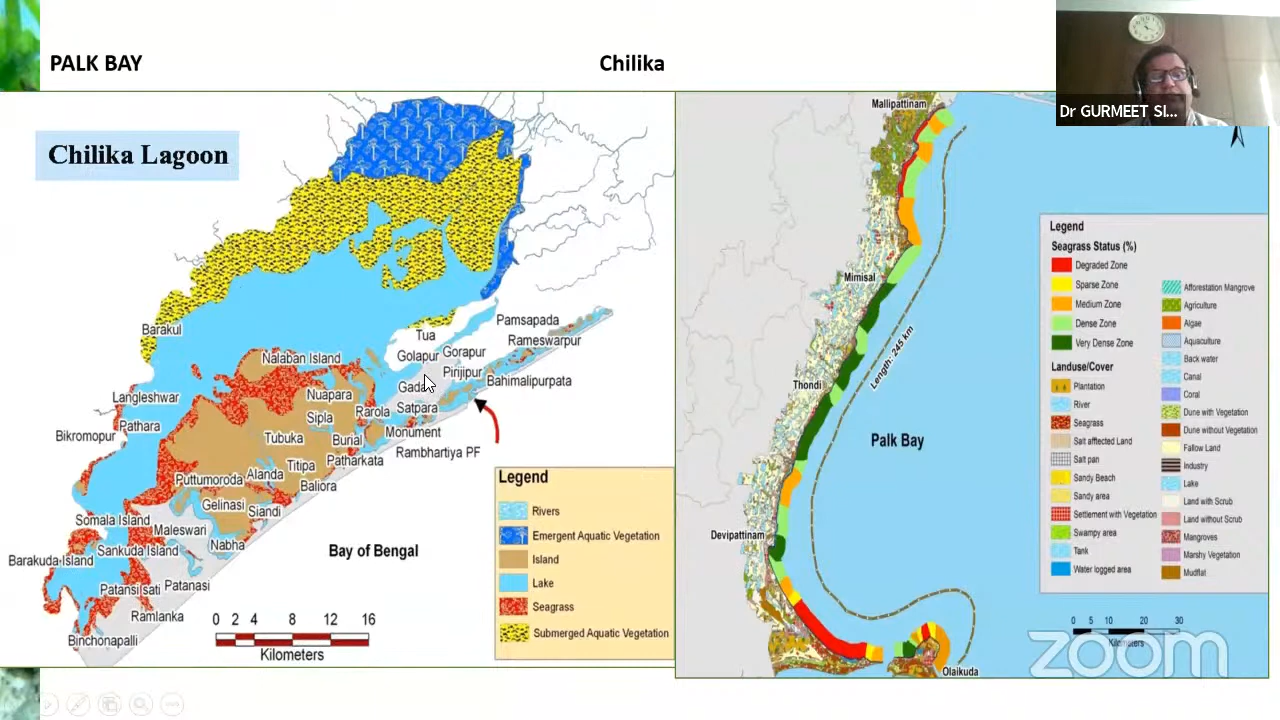 PALK BAY
Chilika
Dr GURMEET SI...
Chilika Lagoon
Barakul
Tua
Pamsapada
Golapur
Gorapur
Rameswarpur
Nalaban Island
Pirijipur
Bahimalipurpata
Langleshwar
Nuapara
Satpara
Pathara
Sipla
Rarola
Bikromopur
Tubuka
Burial
Monument
Rambhartiya PF
Titipa
Patharkata
Puttumoroda
Alanda
Baliora
Gelinasi
Siandi
Somala Island
Maleswari
Nabha
Sankuda Island
Barakuda Island
Patansi sati
Patanasi
Ramlanka
Binchonapalli
Bay of Bengal
0 2 4 8 12 16
Kilometers
Legend
Rivers
Emergent Aquatic Vegetation
Island
Lake
Seagrass
Submerged Aquatic Vegetation
Mallipattinam
Mimisal
Thondi
Devipattinam
Olaikuda
Length: 245 km
Palk Bay
Legend
Seagrass Status (%)
Degraded Zone
Sparse Zone
Medium Zone
Dense Zone
Very Dense Zone
Landuse/Cover
Plantation
River
Seagrass
Salt afflected Land
Salt pan
Sandy Beach
Sandy area
Settlement with Vegetation
Swampy area
Tank
Water logged area
Afforestation Mangrove
Agriculture
Algae
Aquaculture
Back water
Canal
Coral
Dune with Vegetation
Dune without Vegetation
Fallow Land
Industry
Lake
Land with Scrub
Land without Scrub
Mangroves
Marshy Vegetation
Mudflat
0 5 10 20 30
Kilometers
zoom